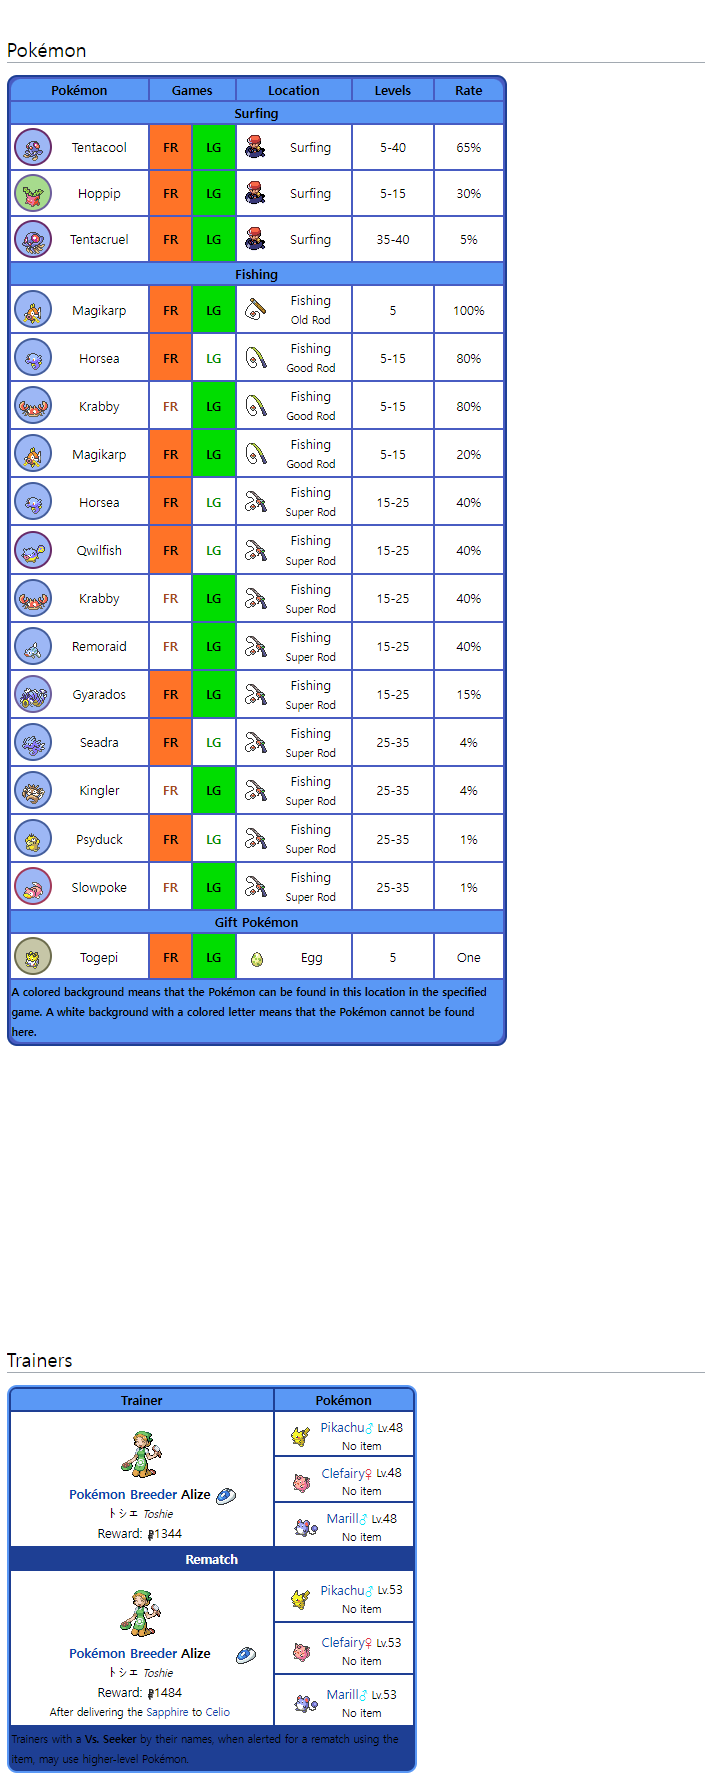 Pokémon
Pokémon Games Location Levels Rate
Surfing
Tentacool FR LG Surfing 5-40 65%
Hoppip FR LG Surfing 5-15 30%
Tentacruel FR LG Surfing 35-40 5%
Fishing
Magikarp FR LG Fishing Old Rod 5 100%
Horsea FR LG Fishing Good Rod 5-15 80%
Krabby FR LG Fishing Good Rod 5-15 80%
Magikarp FR LG Fishing Good Rod 5-15 20%
Horsea FR LG Fishing Super Rod 15-25 40%
Qwilfish FR LG Fishing Super Rod 15-25 40%
Krabby FR LG Fishing Super Rod 15-25 40%
Remoraid FR LG Fishing Super Rod 15-25 40%
Gyarados FR LG Fishing Super Rod 15-25 15%
Seadra FR LG Fishing Super Rod 25-35 4%
Kingler FR LG Fishing Super Rod 25-35 4%
Psyduck FR LG Fishing Super Rod 25-35 1%
Slowpoke FR LG Fishing Super Rod 25-35 1%
Gift Pokémon
Togepi FR LG Egg 5 One
A colored background means that the Pokémon can be found in this location in the specified
game. A white background with a colored letter means that the Pokémon cannot be found
here.
Trainers
Trainer Pokémon
Pokémon Breeder Alize
トシエ Toshie
Reward: 1344
Pikachu♂ Lv.48
No item
Clefairy♀ Lv.48
No item
Marill♂ Lv.48
No item
Rematch
Pokémon Breeder Alize
トシエ Toshie
Reward: 1484
After delivering the Sapphire to Celio
Pikachu♂ Lv.53
No item
Clefairy♀ Lv.53
No item
Marill♂ Lv.53
No item
Trainers with a Vs. Seeker by their names, when alerted for a rematch using the
item, may use higher-level Pokémon.